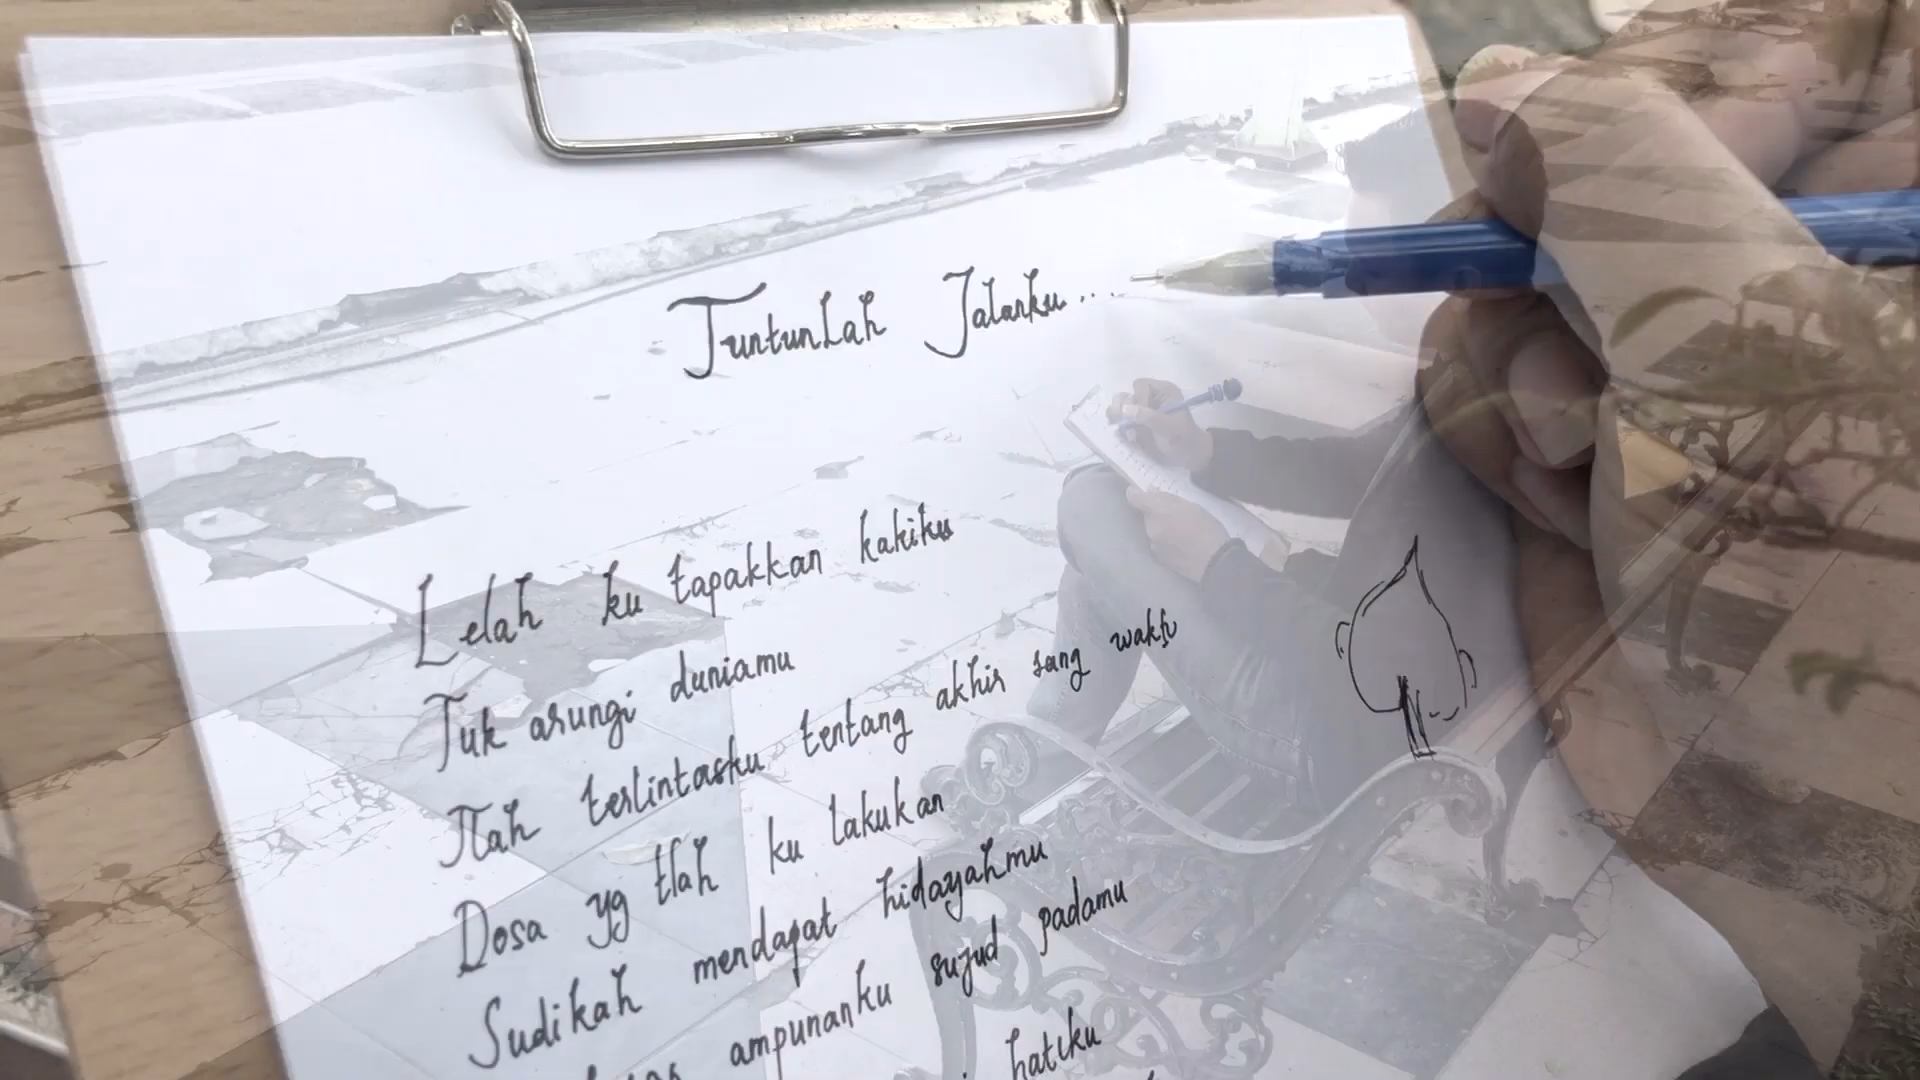 Tuntunlah Jalanku...
Lelah ku tapakkan kakiku
Tuk arungi duniamu
Nah terlintasku tentang akhir sang waktu
Dosa yg tlah ku lakukan
Sudikah mendapat hidayahmu
ampunanku sujud padamu
hatiku